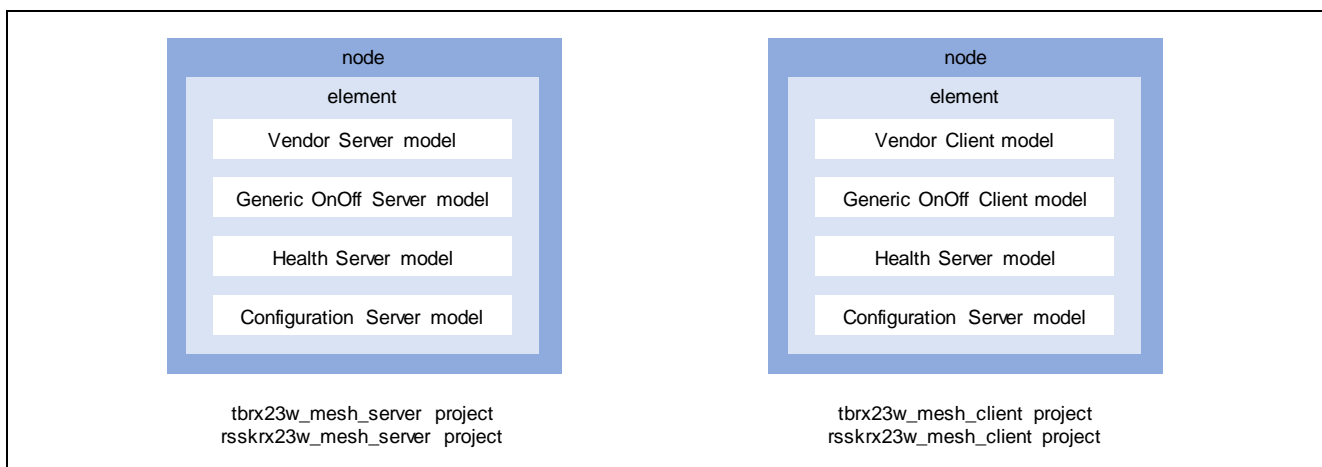 node
element
Vendor Server model
Generic OnOff Server model
Health Server model
Configuration Server model
tbrx23w_mesh_server project
rsskrx23w_mesh_server project
node
element
Vendor Client model
Generic OnOff Client model
Health Server model
Configuration Server model
tbrx23w_mesh_client project
rsskrx23w_mesh_client project